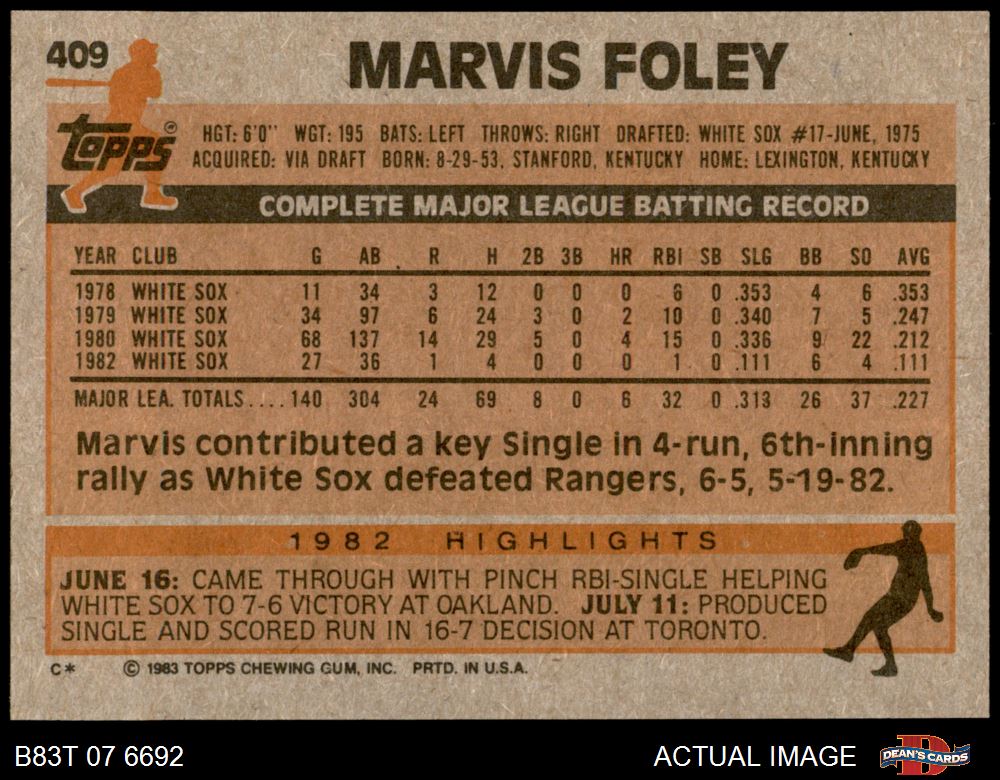 409 MARVIS FOLEY
topps®
HGT: 6'0" WGT: 195 BATS: LEFT THROWS: RIGHT DRAFTED: WHITE SOX #17-JUNE, 1975
ACQUIRED: VIA DRAFT BORN: 8-29-53, STANFORD, KENTUCKY HOME: LEXINGTON, KENTUCKY
COMPLETE MAJOR LEAGUE BATTING RECORD
YEAR CLUB G AB R H 2B 3B HR RBI SB SLG BB SO AVG
1978 WHITE SOX 11 34 3 12 0 0 0 6 0 .353 4 6 .353
1979 WHITE SOX 34 97 6 24 3 0 2 10 0 .340 7 5 .247
1980 WHITE SOX 68 137 14 29 5 0 4 15 0 .336 9 22 .212
1982 WHITE SOX 27 36 1 4 0 0 0 1 0 .111 6 4 .111
MAJOR LEA. TOTALS.... 140 304 24 69 8 0 6 32 0 .313 26 37 .227
Marvis contributed a key Single in 4-run, 6th-inning
rally as White Sox defeated Rangers, 6-5, 5-19-82.
1982 HIGHLIGHTS
JUNE 16: CAME THROUGH WITH PINCH RBI-SINGLE HELPING
WHITE SOX TO 7-6 VICTORY AT OAKLAND. JULY 11: PRODUCED
SINGLE AND SCORED RUN IN 16-7 DECISION AT TORONTO.
C* © 1983 TOPPS CHEWING GUM, INC. PRTD. IN U.S.A.
B83T 07 6692 ACTUAL IMAGE D DEAN'S CARDS